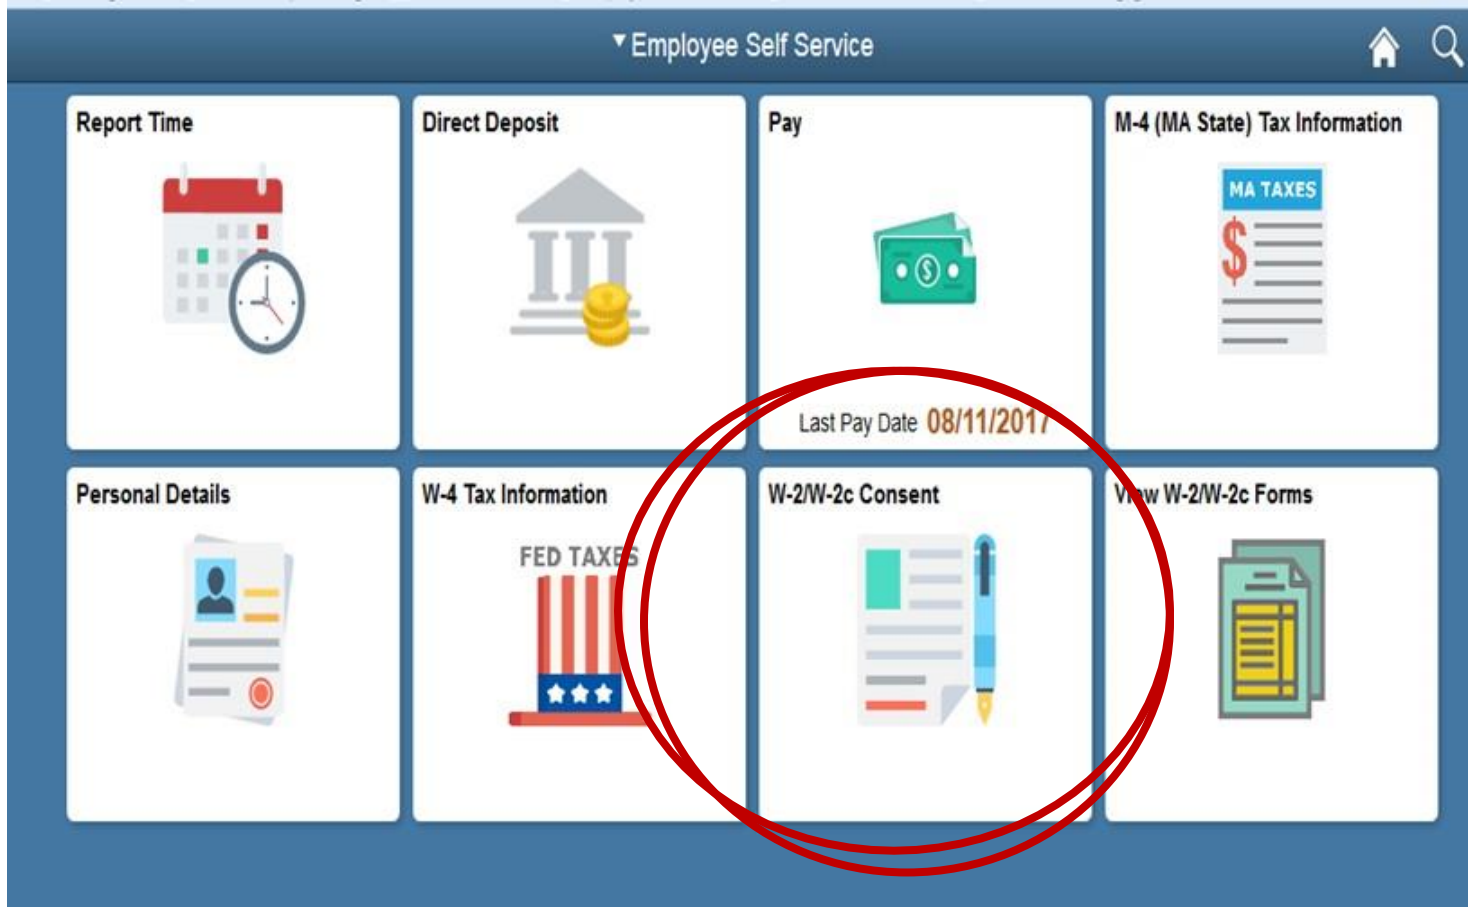 Employee Self Service
Report Time
Direct Deposit
Pay
M-4 (MA State) Tax Information
MA TAXES
$
$
Last Pay Date 08/11/2017
Personal Details
W-4 Tax Information
W-2/W-2c Consent
View W-2/W-2c Forms
FED TAXES